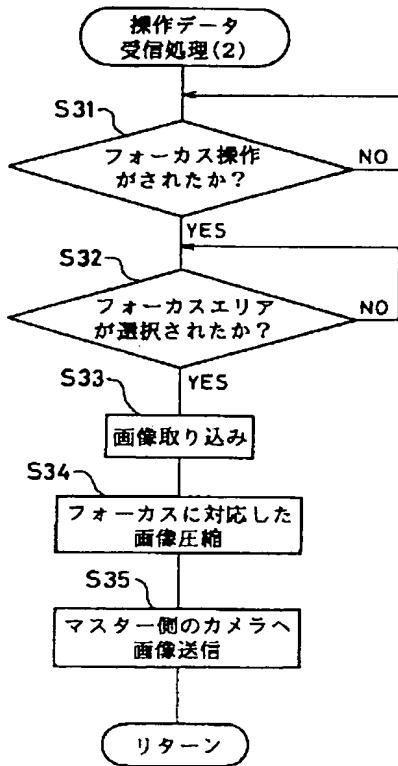 操作データ
受信処理(2)
S31
フォーカス操作
がされたか?
NO
YES
S32
フォーカスエリア
が選択されたか?
NO
YES
S33
画像取り込み
S34
フォーカスに対応した
画像圧縮
S35
マスター側のカメラへ
画像送信
リターン